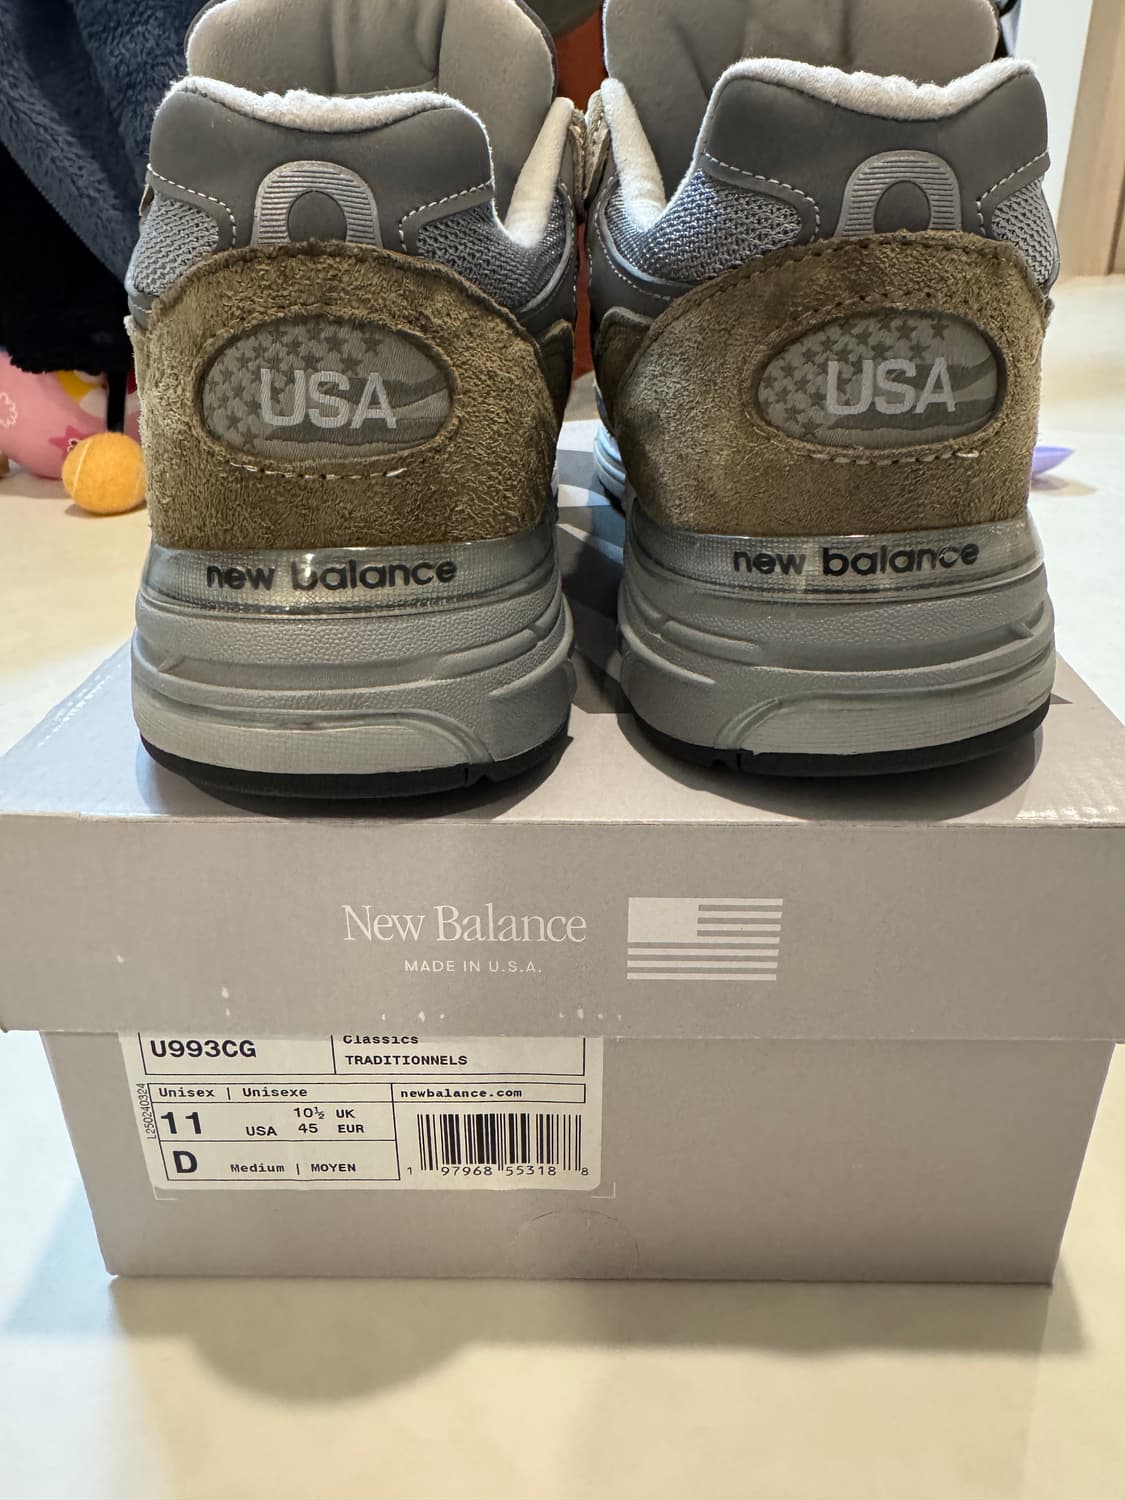 USA
USA
new balance
new balance
New Balance
MADE IN U.S.A.
U993CG
Classics
TRADITIONNELS
Unisex | Unisexe
newbalance.com
L250240324
11 USA 10½ UK
45 EUR
D Medium | MOYEN
1 97968 55318 8